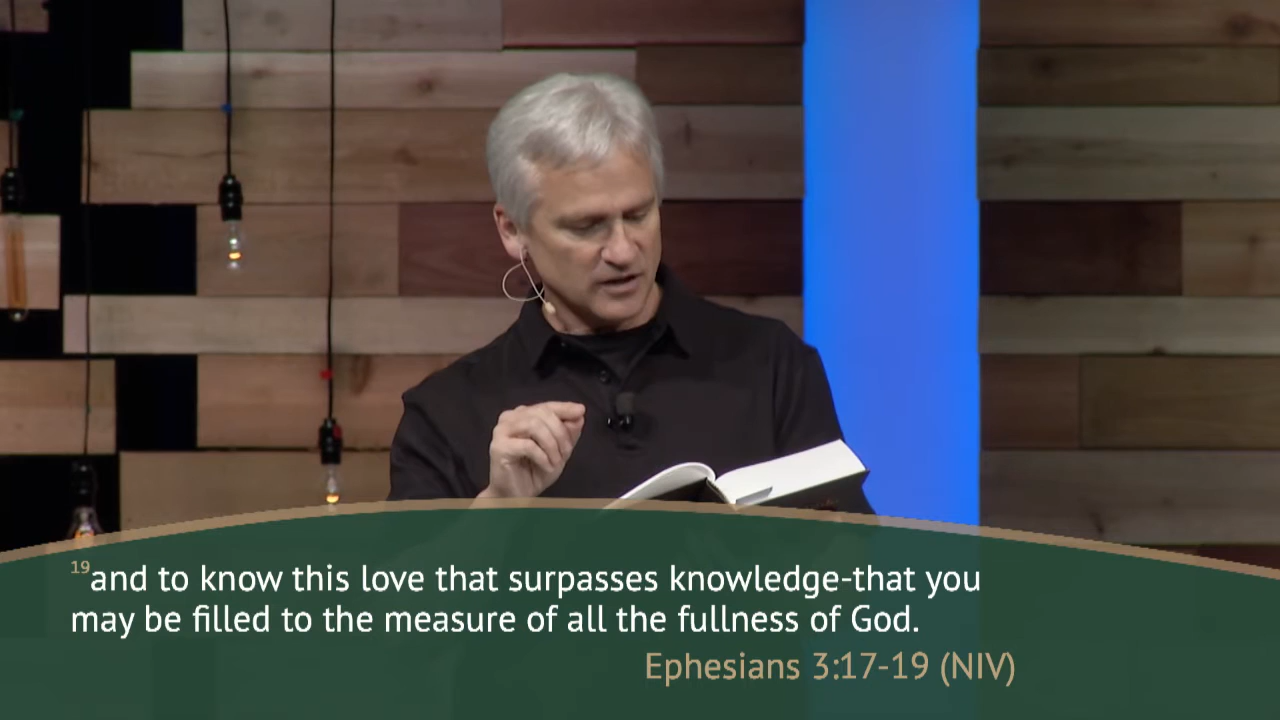 19and to know this love that surpasses knowledge-that you
may be filled to the measure of all the fullness of God.
Ephesians 3:17-19 (NIV)